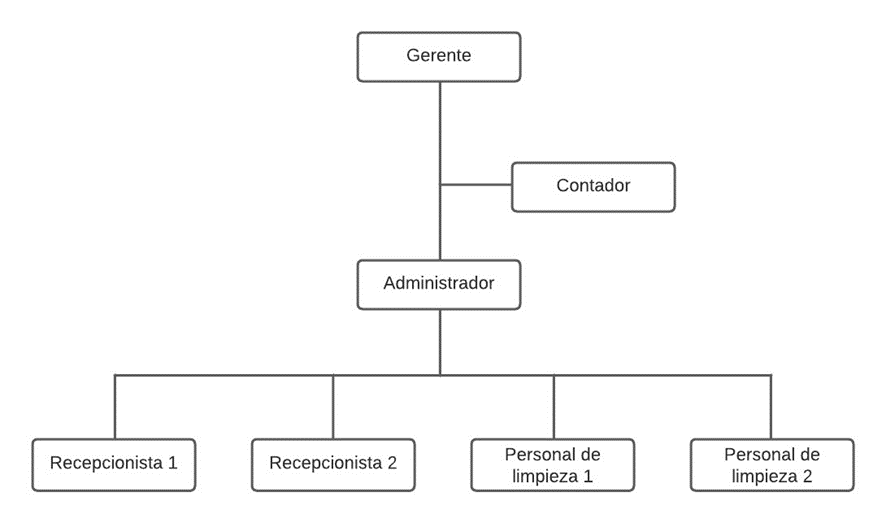 Gerente
Contador
Administrador
Recepcionista 1
Recepcionista 2
Personal de
limpieza 1
Personal de
limpieza 2